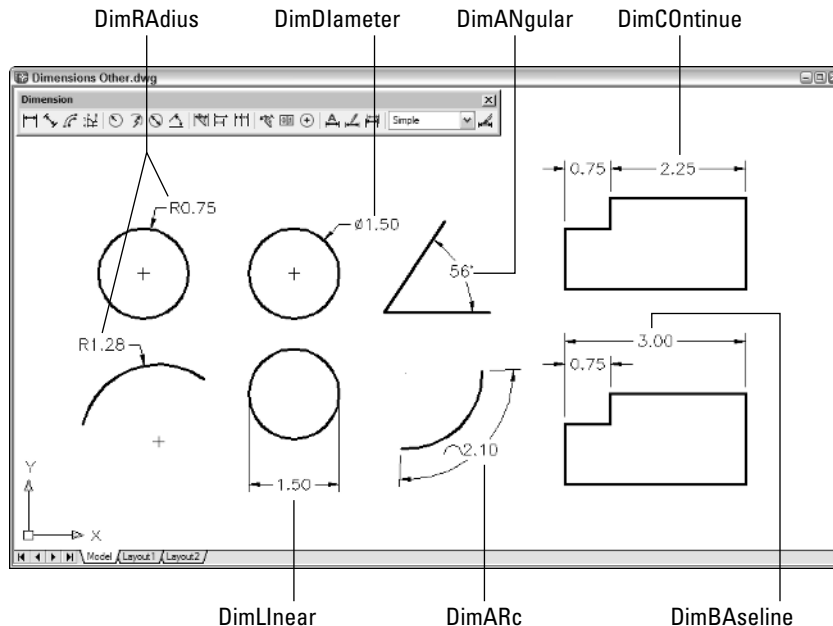 DimRAdius DimDIameter DimANgular DimCOntinue
Dimensions Other.dwg
Dimension
Simple
0.75 2.25
R0.75
ø1.50
56°
R1.28
3.00
0.75
2.10
Y
1.50
X
Model Layout1 Layout2
DimLInear DimARc DimBAseline